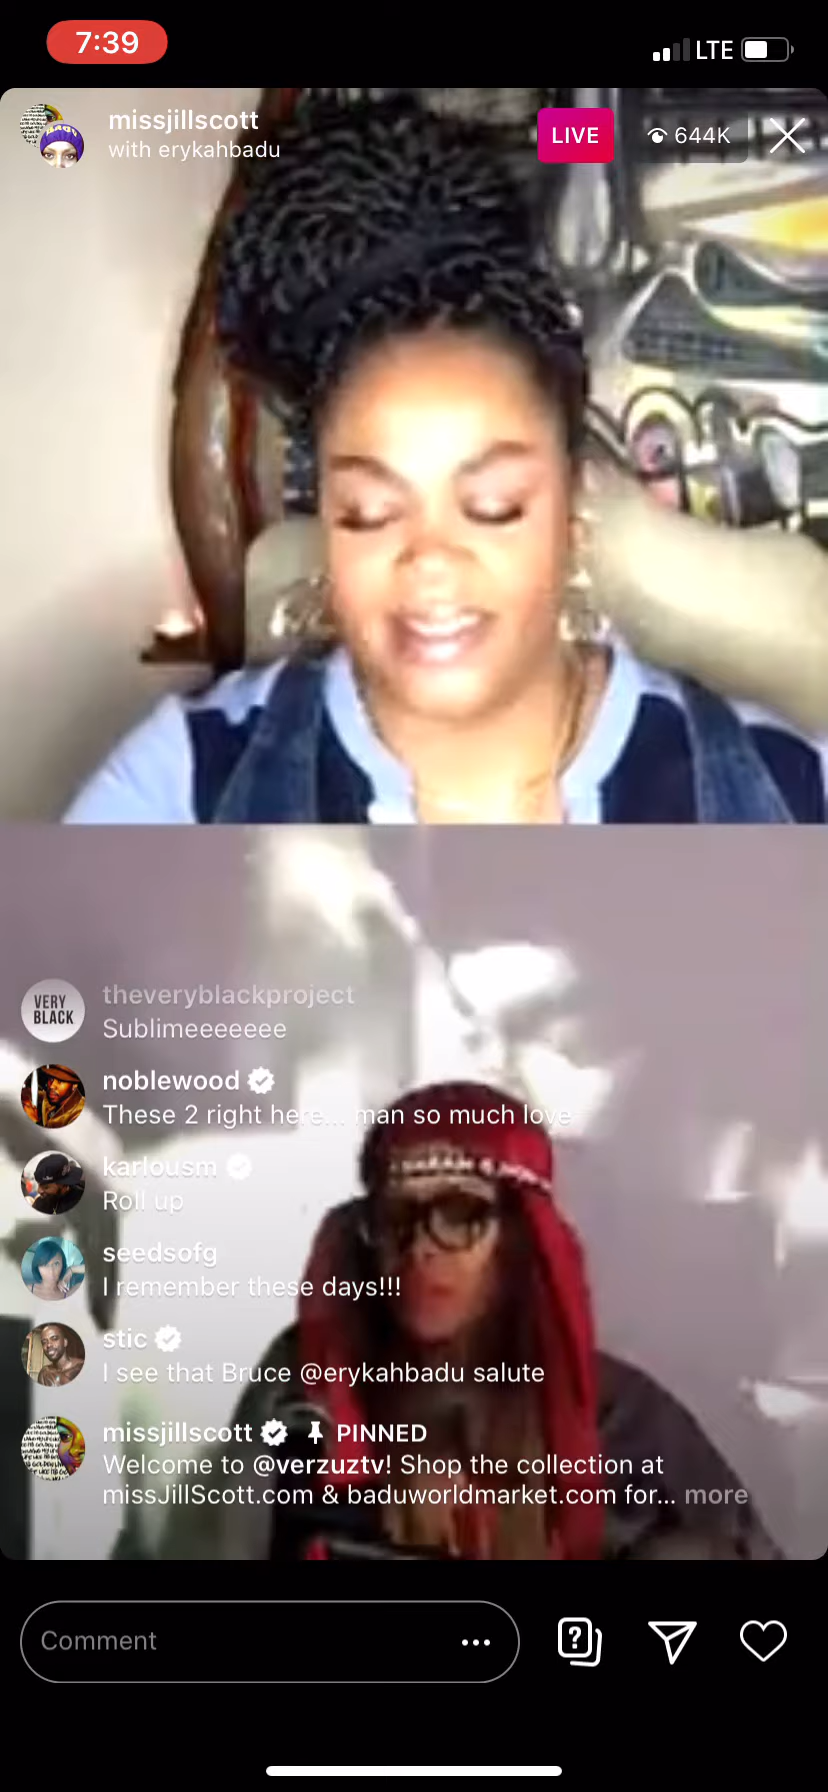 7:39
LTE
missjillscott
with erykahbadu
LIVE
644K
VERY
BLACK
theveryblackproject
Sublimeeeeeee
noblewood
These 2 right here... man so much love
karlousm
Roll up
seedsofg
I remember these days!!!
stic
I see that Bruce @erykahbadu salute
missjillscott PINNED
Welcome to @verzuztv! Shop the collection at
missJillScott.com & baduworldmarket.com for... more
Comment